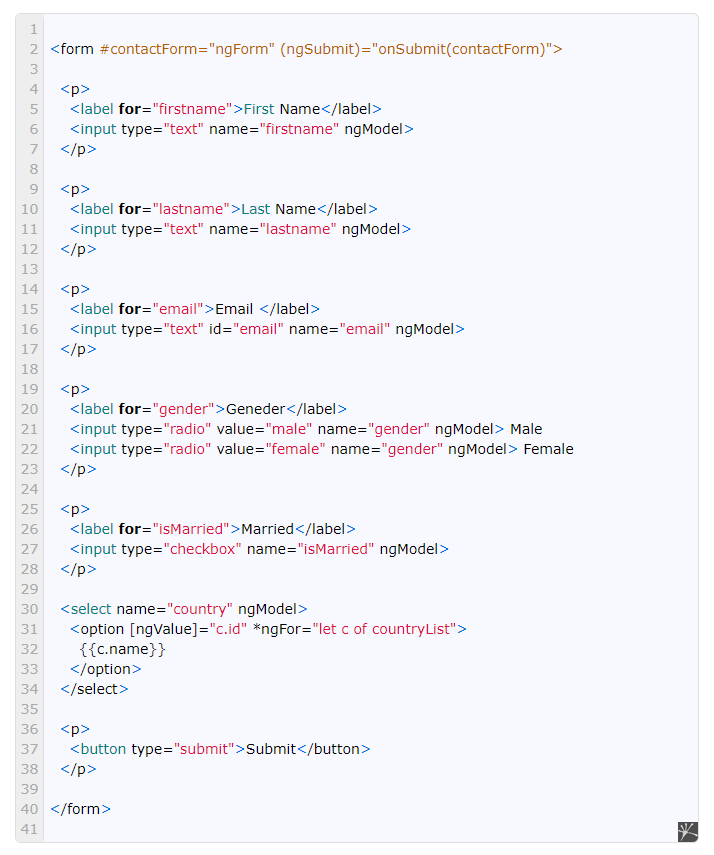 1
2 <form #contactForm="ngForm" (ngSubmit)="onSubmit(contactForm)">
3
4 <p>
5 <label for="firstname">First Name</label>
6 <input type="text" name="firstname" ngModel>
7 </p>
8
9 <p>
10 <label for="lastname">Last Name</label>
11 <input type="text" name="lastname" ngModel>
12 </p>
13
14 <p>
15 <label for="email">Email </label>
16 <input type="text" id="email" name="email" ngModel>
17 </p>
18
19 <p>
20 <label for="gender">Geneder</label>
21 <input type="radio" value="male" name="gender" ngModel> Male
22 <input type="radio" value="female" name="gender" ngModel> Female
23 </p>
24
25 <p>
26 <label for="isMarried">Married</label>
27 <input type="checkbox" name="isMarried" ngModel>
28 </p>
29
30 <select name="country" ngModel>
31 <option [ngValue]="c.id" *ngFor="let c of countryList">
32 {{c.name}}
33 </option>
34 </select>
35
36 <p>
37 <button type="submit">Submit</button>
38 </p>
39
40 </form>
41